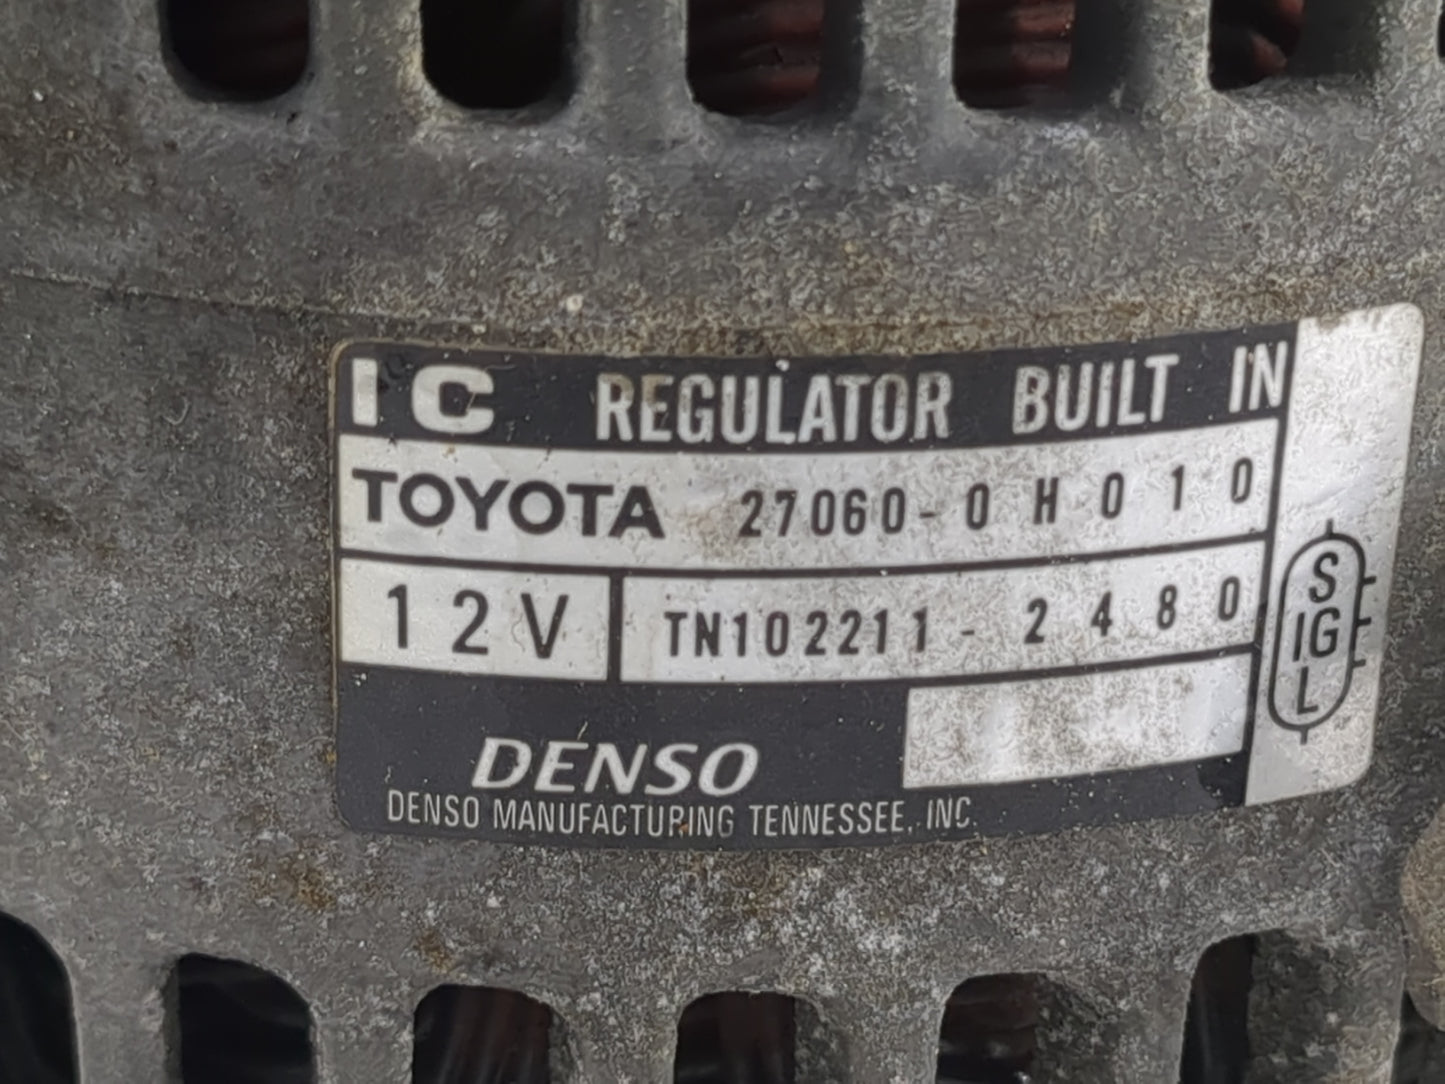 IC REGULATOR BUILT IN
TOYOTA 27060-0H010
12V TN102211-2480
S
IG
L
DENSO
DENSO MANUFACTURING TENNESSEE, INC.